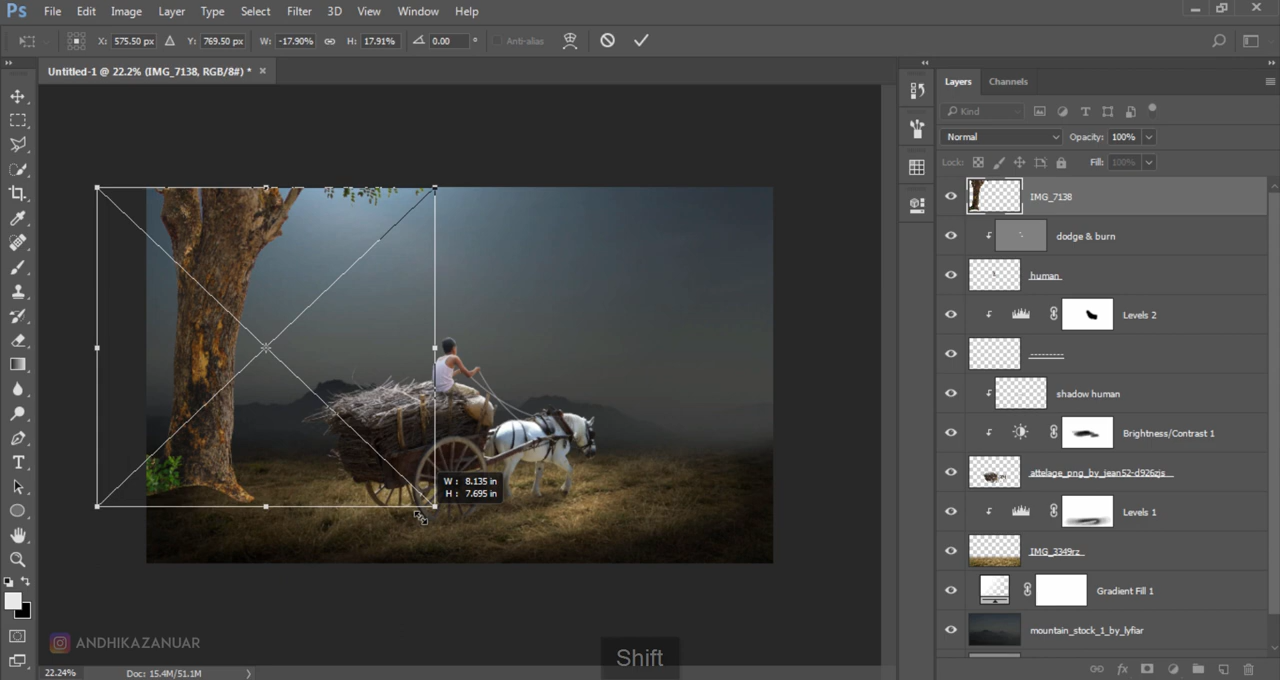 Ps File Edit Image Layer Type Select Filter 3D View Window Help
X: 575.50 px Y: 769.50 px W: -17.90% H: 17.91% 0.00 ° Anti-alias
Untitled-1 @ 22.2% (IMG_7138, RGB/8#) * ×
Layers Channels
Kind
Normal Opacity: 100%
Lock: Fill: 100%
IMG_7138
dodge & burn
human
Levels 2
---------
shadow human
Brightness/Contrast 1
attelage_png_by_jean52-d926zjs
Levels 1
IMG_3349rz
Gradient Fill 1
mountain_stock_1_by_lyfiar
W : 8.135 in
H : 7.695 in
ANDHIKAZANUAR
Shift
22.24% Doc: 15.4M/51.1M